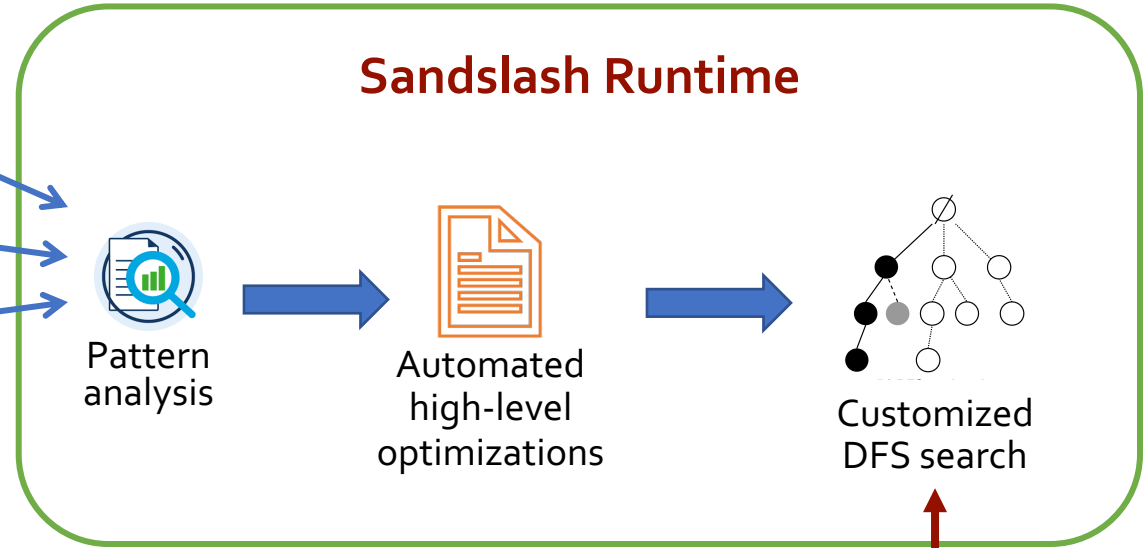 Sandslash Runtime
Pattern
analysis
Automated
high-level
optimizations
Customized
DFS search